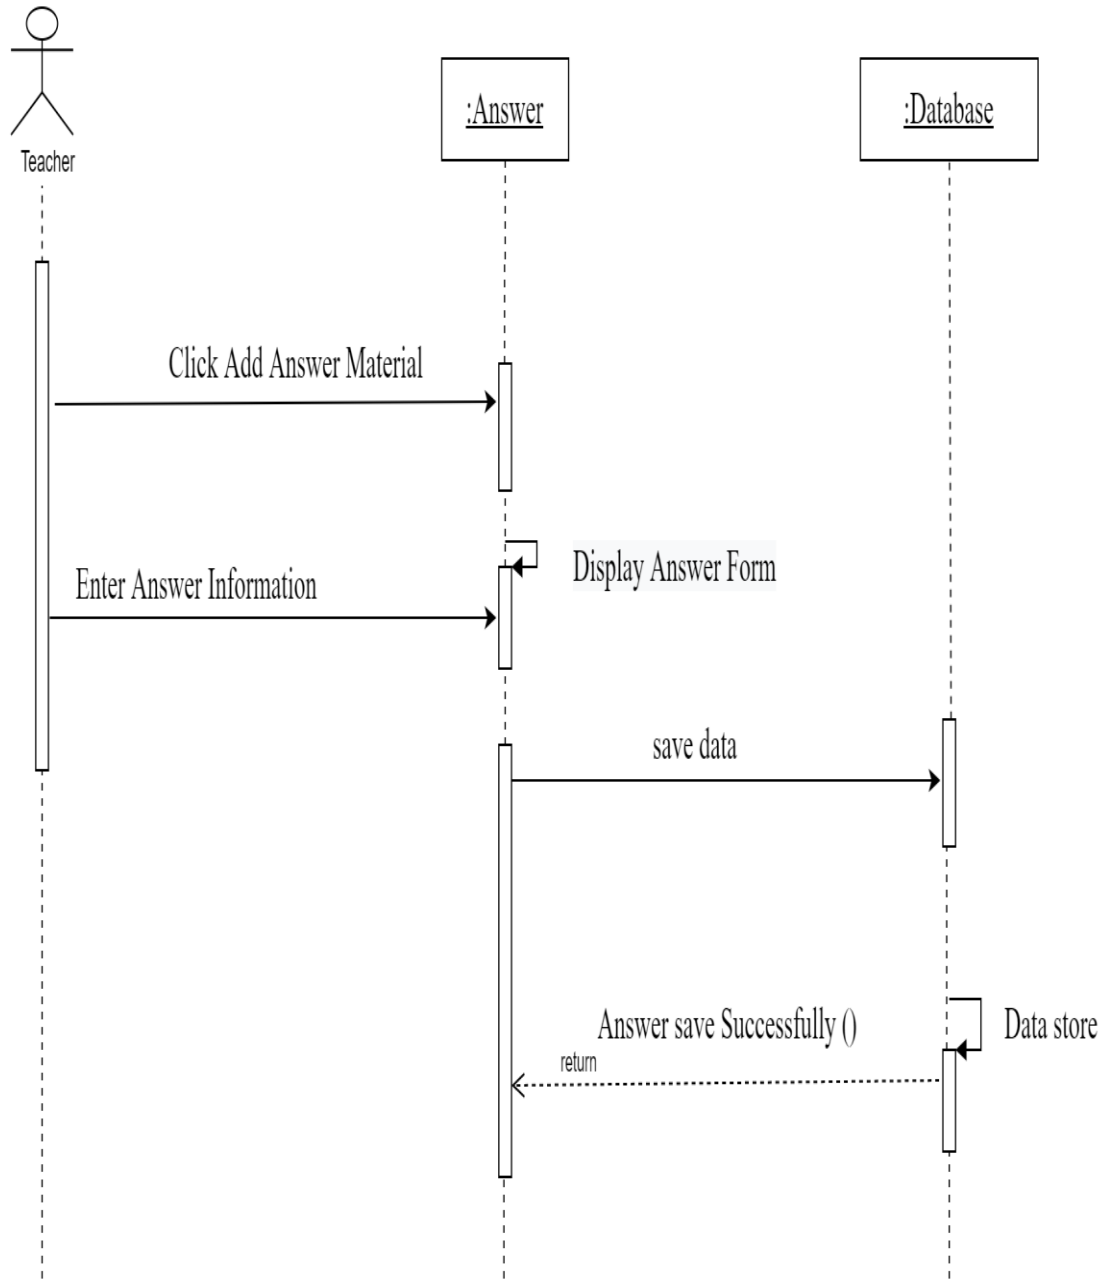 Teacher
:Answer
:Database
Click Add Answer Material
Display Answer Form
Enter Answer Information
save data
Answer save Successfully ()
Data store
return